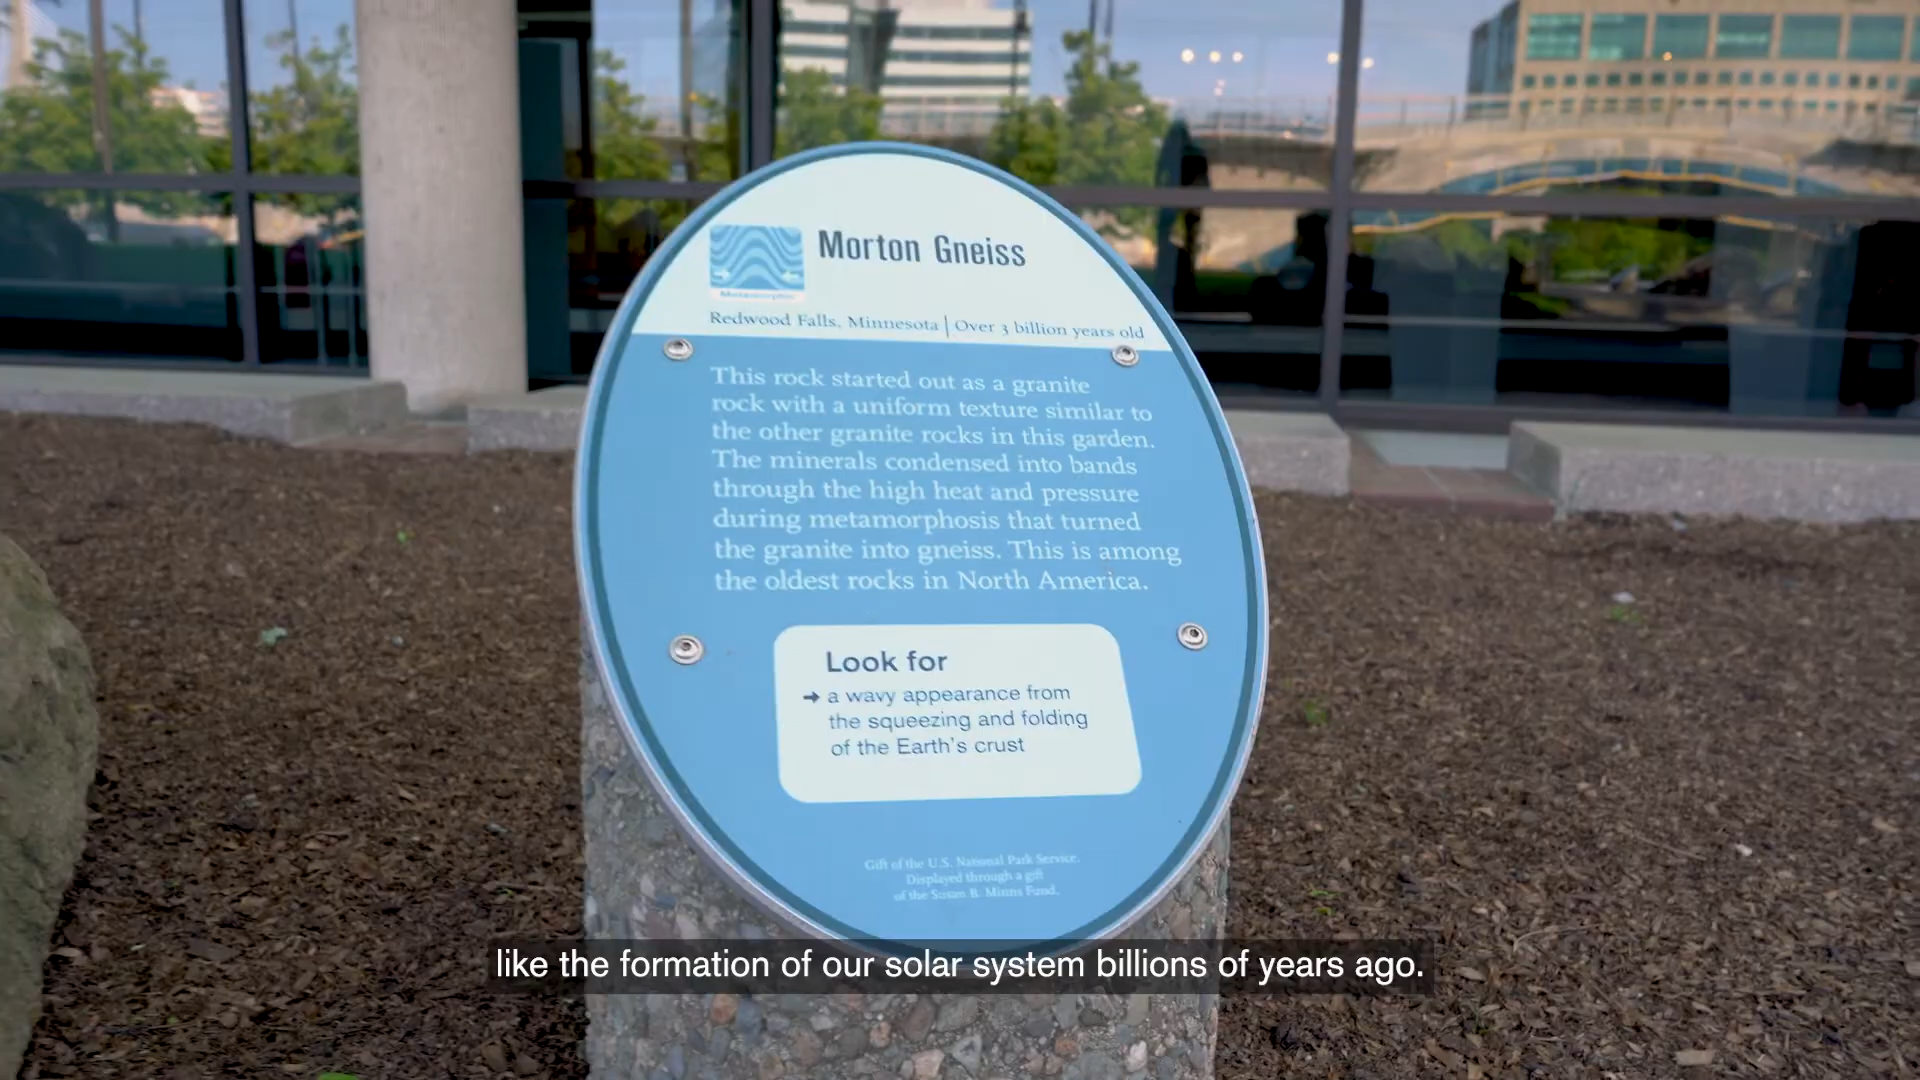 Morton Gneiss
Metamorphic
Redwood Falls, Minnesota | Over 3 billion years old
This rock started out as a granite
rock with a uniform texture similar to
the other granite rocks in this garden.
The minerals condensed into bands
through the high heat and pressure
during metamorphosis that turned
the granite into gneiss. This is among
the oldest rocks in North America.
Look for
→ a wavy appearance from
the squeezing and folding
of the Earth's crust
Gift of the U.S. National Park Service.
Displayed through a gift
of the Susan B. Minns Fund.
like the formation of our solar system billions of years ago.